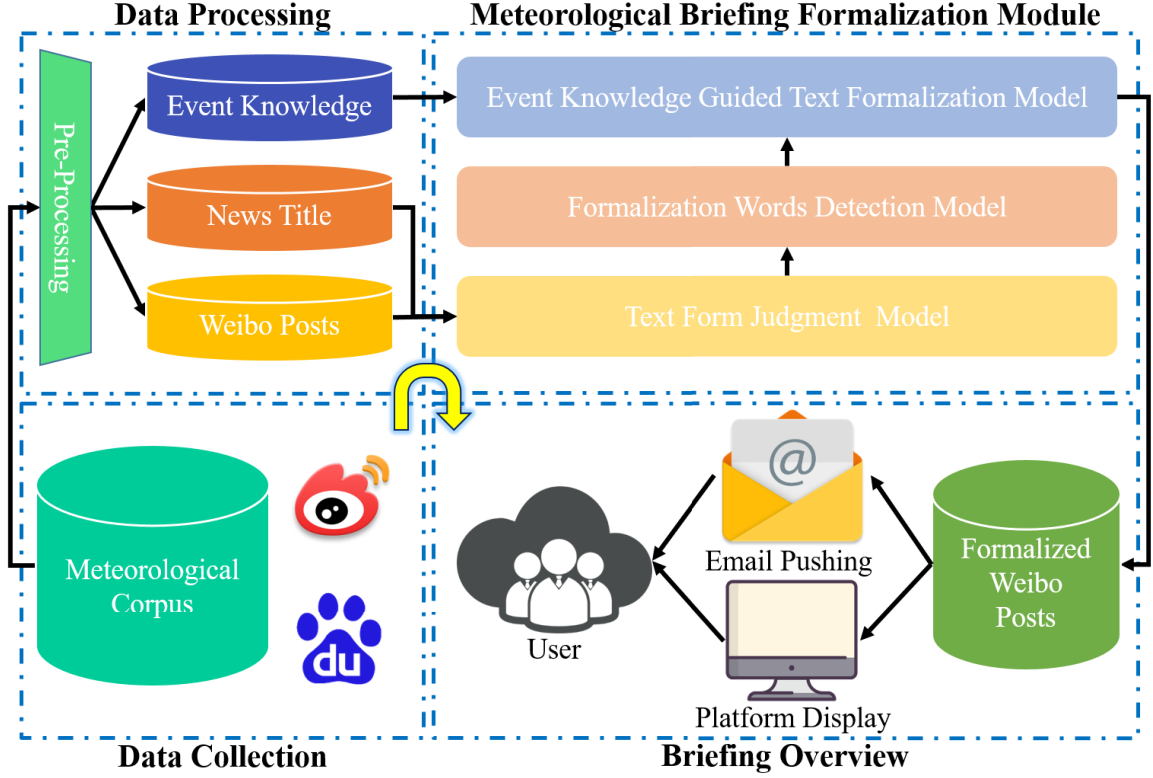 Data Processing
Meteorological Briefing Formalization Module
Pre-Processing
Event Knowledge
News Title
Weibo Posts
Event Knowledge Guided Text Formalization Model
Formalization Words Detection Model
Text Form Judgment Model
Meteorological
Corpus
du
@
Email Pushing
User
Platform Display
Formalized
Weibo
Posts
Data Collection
Briefing Overview